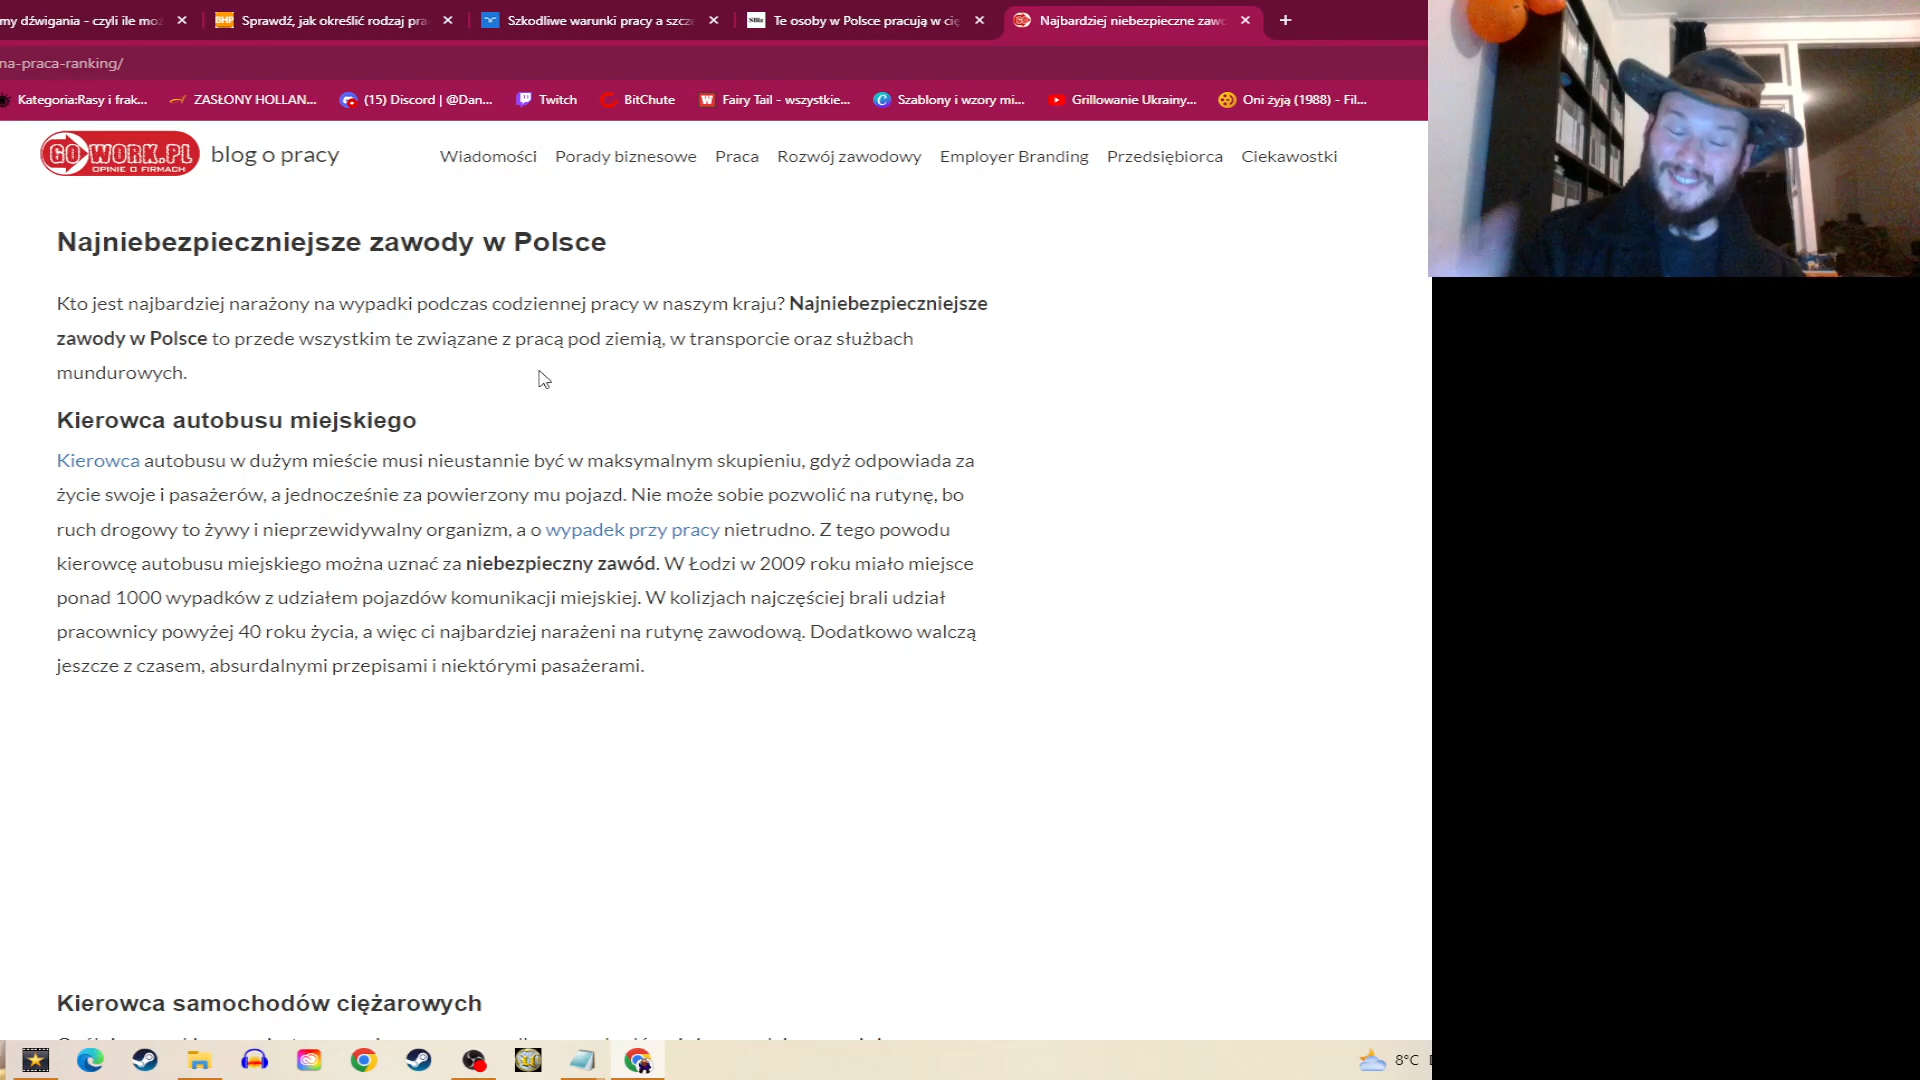 my dźwigania - czyli ile moż
Sprawdź, jak określić rodzaj pra
Szkodliwe warunki pracy a szcze
Te osoby w Polsce pracują w cię
Najbardziej niebezpieczne zawo
na-praca-ranking/
Kategoria:Rasy i frak...
ZASŁONY HOLLAN...
(15) Discord | @Dan...
Twitch
BitChute
Fairy Tail - wszystkie...
Szablony i wzory mi...
Grillowanie Ukrainy...
Oni żyją (1988) - Fil...
GOWORK.PL
OPINIE O FIRMACH
blog o pracy
Wiadomości
Porady biznesowe
Praca
Rozwój zawodowy
Employer Branding
Przedsiębiorca
Ciekawostki
Najniebezpieczniejsze zawody w Polsce
Kto jest najbardziej narażony na wypadki podczas codziennej pracy w naszym kraju? Najniebezpieczniejsze
zawody w Polsce to przede wszystkim te związane z pracą pod ziemią, w transporcie oraz służbach
mundurowych.
Kierowca autobusu miejskiego
Kierowca autobusu w dużym mieście musi nieustannie być w maksymalnym skupieniu, gdyż odpowiada za
życie swoje i pasażerów, a jednocześnie za powierzony mu pojazd. Nie może sobie pozwolić na rutynę, bo
ruch drogowy to żywy i nieprzewidywalny organizm, a o wypadek przy pracy nietrudno. Z tego powodu
kierowcę autobusu miejskiego można uznać za niebezpieczny zawód. W Łodzi w 2009 roku miało miejsce
ponad 1000 wypadków z udziałem pojazdów komunikacji miejskiej. W kolizjach najczęściej brali udział
pracownicy powyżej 40 roku życia, a więc ci najbardziej narażeni na rutynę zawodową. Dodatkowo walczą
jeszcze z czasem, absurdalnymi przepisami i niektórymi pasażerami.
Kierowca samochodów ciężarowych
8°C